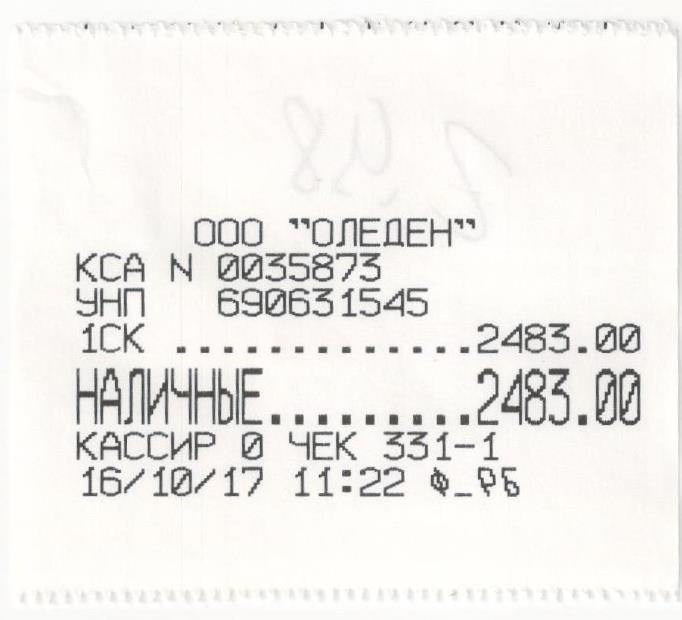 ООО "ОЛЕДЕН"
КСА N 0035873
УНП 690631545
1СК ..............2483.00
НАЛИЧНЫЕ.........2483.00
КАССИР 0 ЧЕК 331-1
16/10/17 11:22